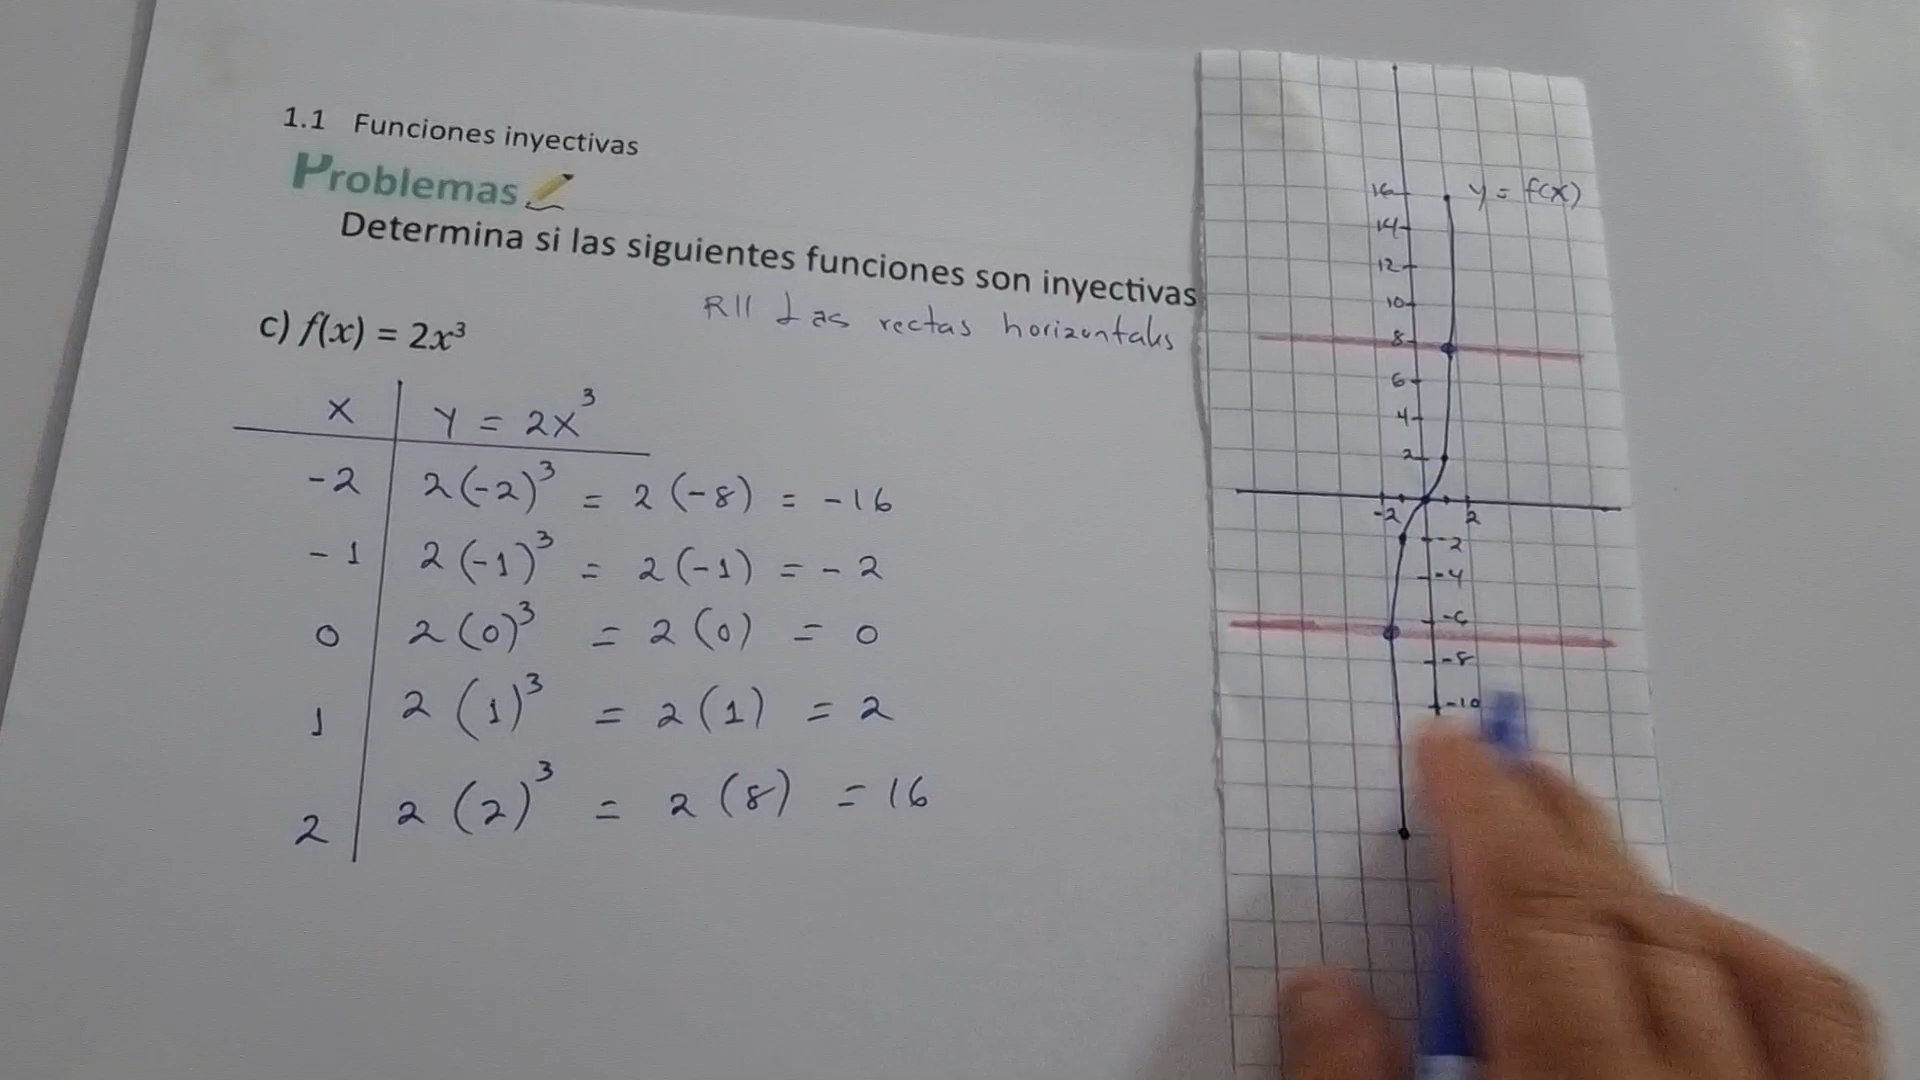 1.1 Funciones inyectivas
Problemas
Determina si las siguientes funciones son inyectivas
c) f(x) = 2x³
R// Las rectas horizontales
x | y = 2x³
-2 | 2(-2)³ = 2(-8) = -16
-1 | 2(-1)³ = 2(-1) = -2
0 | 2(0)³ = 2(0) = 0
1 | 2(1)³ = 2(1) = 2
2 | 2(2)³ = 2(8) = 16
y = f(x)
16
14
12
10
8
6
4
2
-2 2
-2
-4
-6
-8
-10